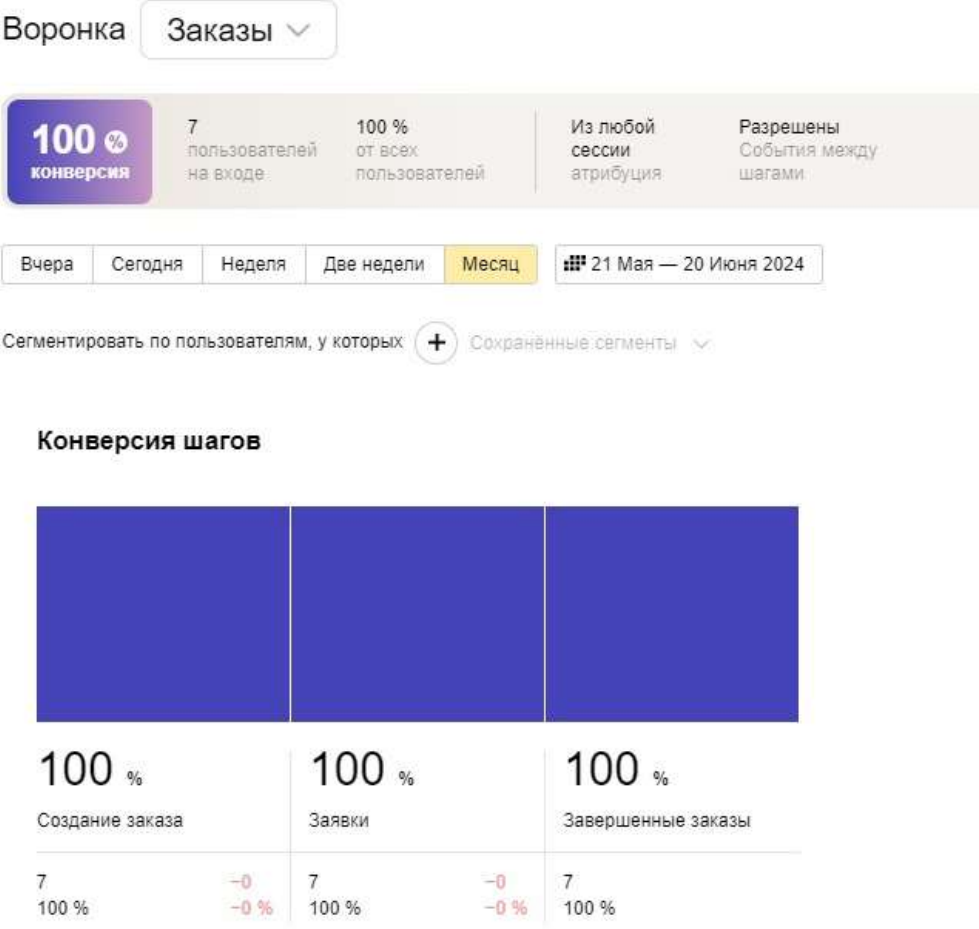 Воронка Заказы
100 %
конверсия
7
пользователей
на входе
100 %
от всех
пользователей
Из любой
сессии
атрибуция
Разрешены
События между
шагами
Вчера Сегодня Неделя Две недели Месяц 21 Мая — 20 Июня 2024
Сегментировать по пользователям, у которых + Сохранённые сегменты
Конверсия шагов
100 % 100 % 100 %
Создание заказа Заявки Завершенные заказы
7 −0 7 −0 7
100 % −0 % 100 % −0 % 100 %